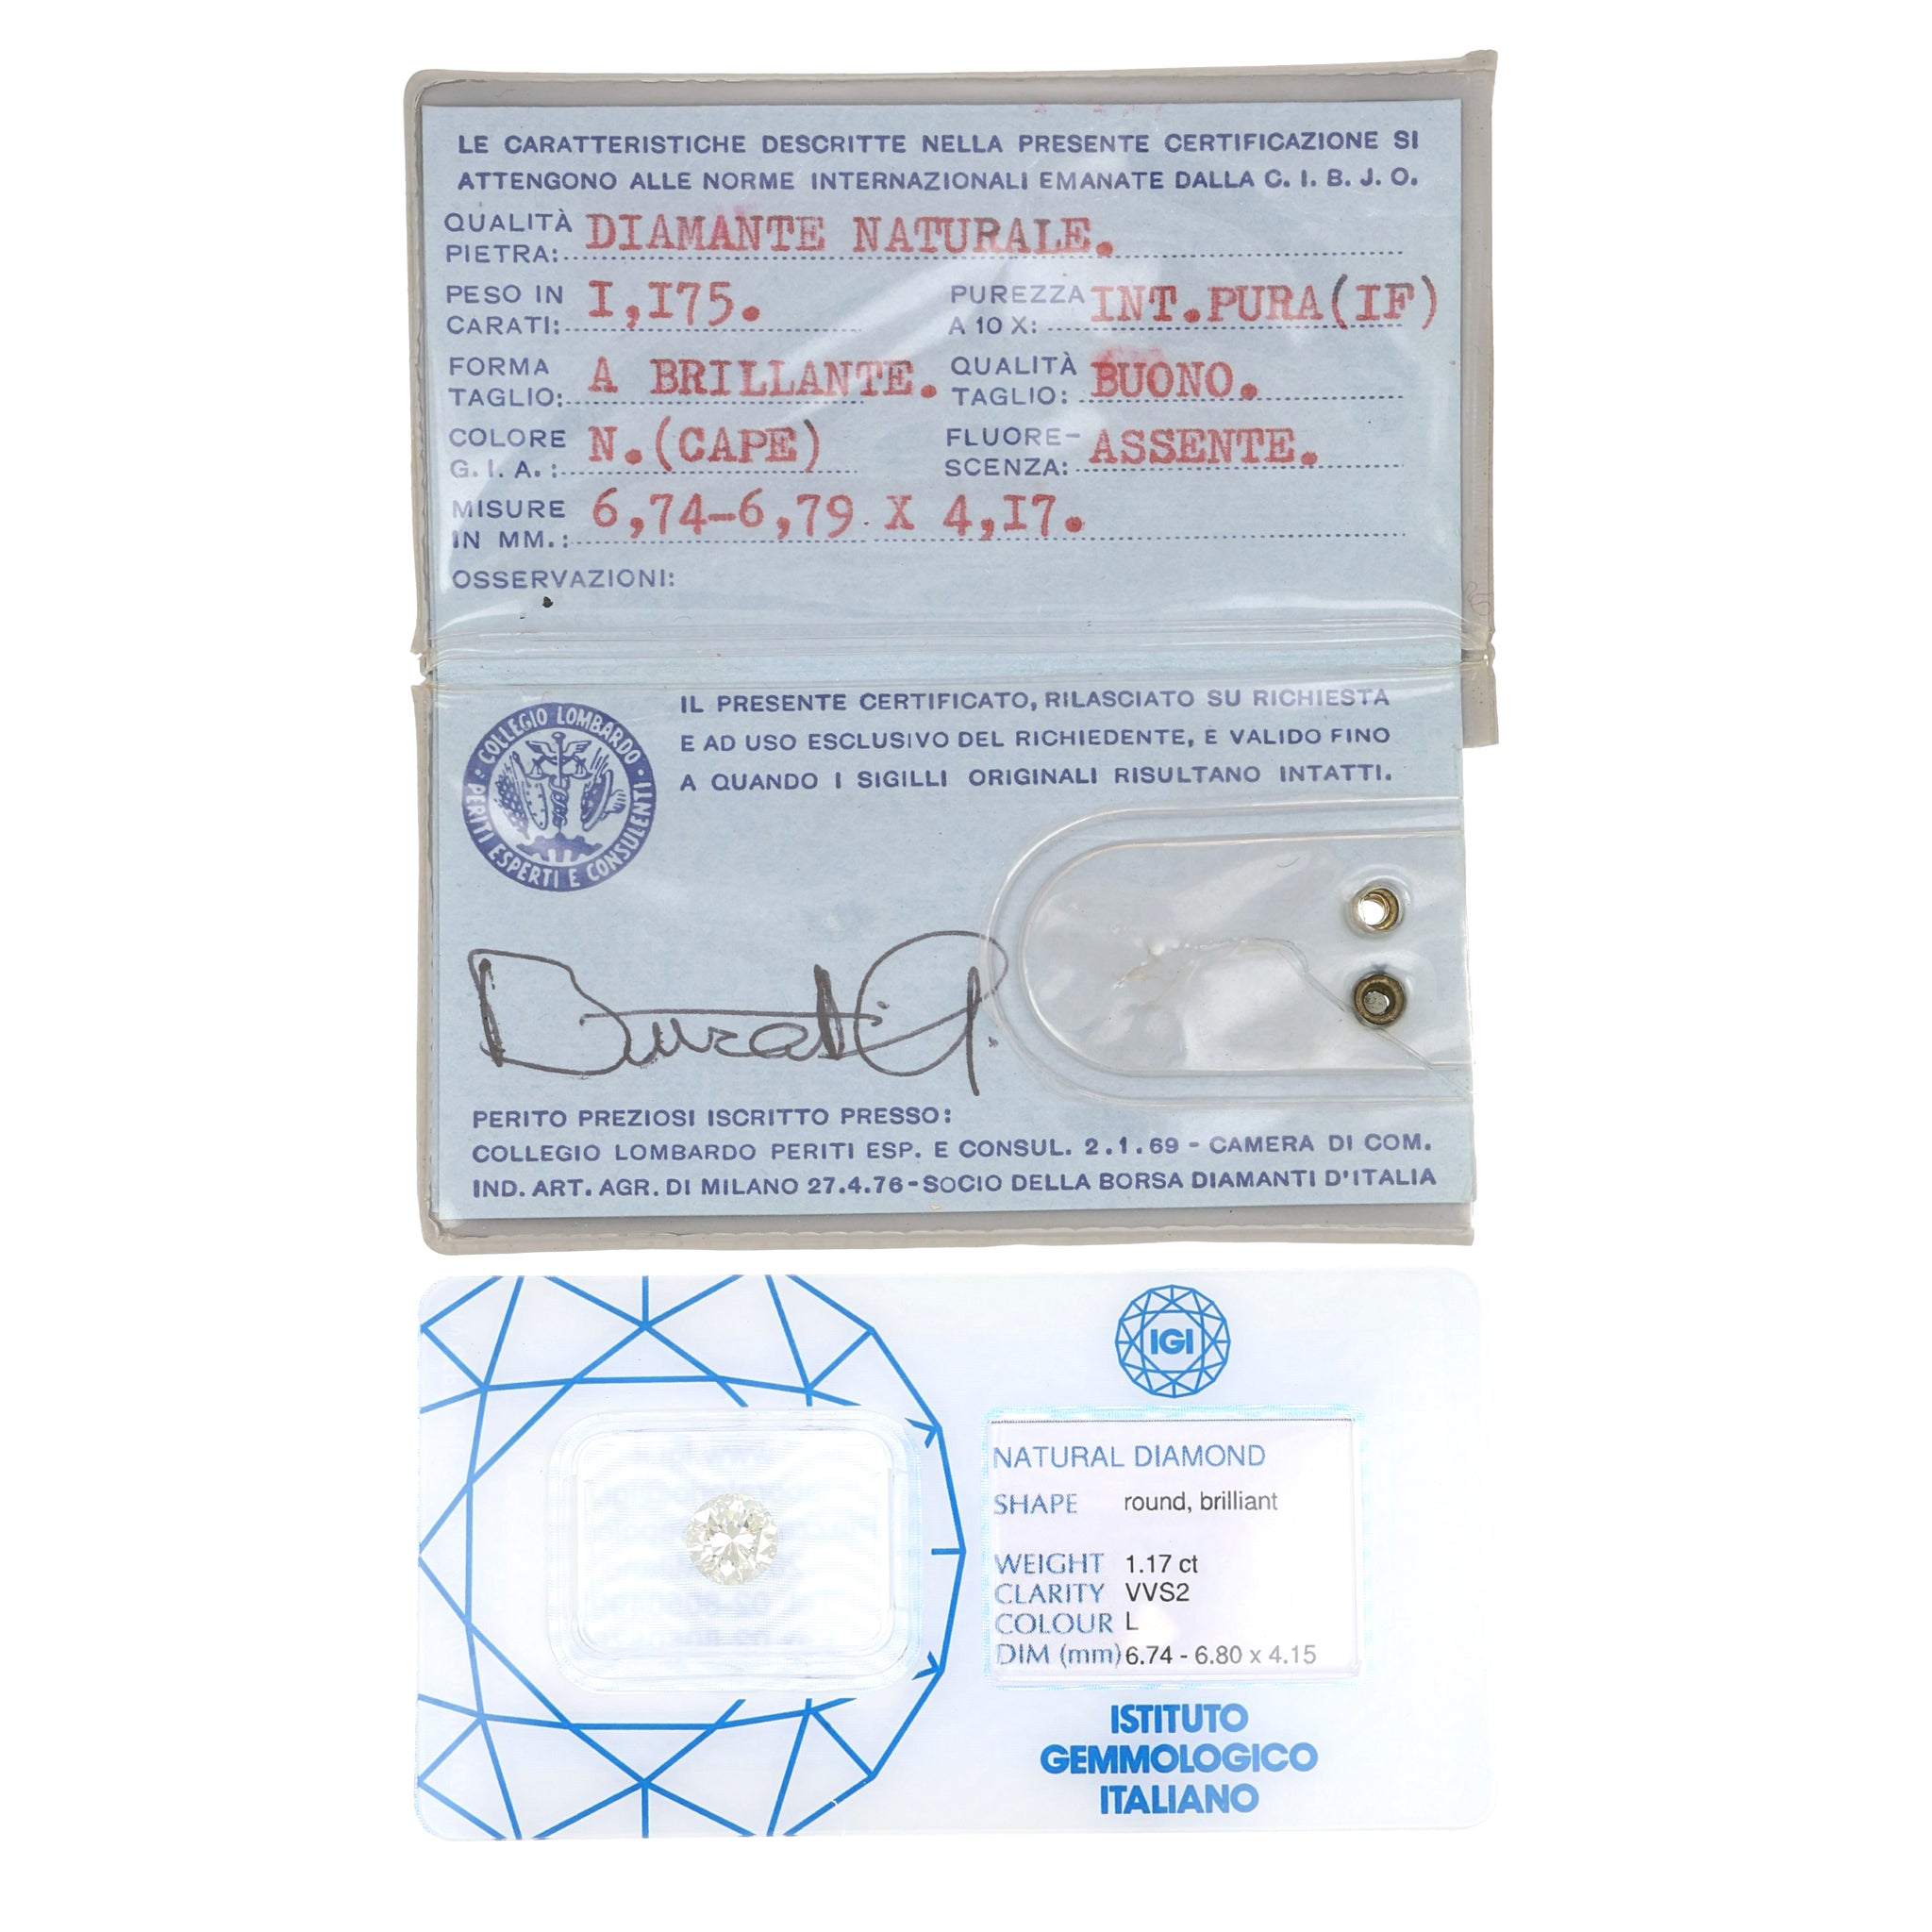 LE CARATTERISTICHE DESCRITTE NELLA PRESENTE CERTIFICAZIONE SI
ATTENGONO ALLE NORME INTERNAZIONALI EMANATE DALLA C. I. B. J. O.
QUALITÀ PIETRA: DIAMANTE NATURALE.
PESO IN CARATI: I,I75.
PUREZZA A 10 X: INT.PURA(IF)
FORMA TAGLIO: A BRILLANTE.
QUALITÀ TAGLIO: BUONO.
COLORE G. I. A. : N.(CAPE)
FLUORE-SCENZA: ASSENTE.
MISURE IN MM. : 6,74-6,79 X 4,I7.
OSSERVAZIONI:
COLLEGIO LOMBARDO · PERITI ESPERTI E CONSULENTI ·
IL PRESENTE CERTIFICATO, RILASCIATO SU RICHIESTA
E AD USO ESCLUSIVO DEL RICHIEDENTE, E VALIDO FINO
A QUANDO I SIGILLI ORIGINALI RISULTANO INTATTI.
PERITO PREZIOSI ISCRITTO PRESSO:
COLLEGIO LOMBARDO PERITI ESP. E CONSUL. 2.1.69 - CAMERA DI COM.
IND. ART. AGR. DI MILANO 27.4.76 - SOCIO DELLA BORSA DIAMANTI D'ITALIA
IGI
NATURAL DIAMOND
SHAPE round, brilliant
WEIGHT 1.17 ct
CLARITY VVS2
COLOUR L
DIM (mm) 6.74 - 6.80 x 4.15
ISTITUTO
GEMMOLOGICO
ITALIANO